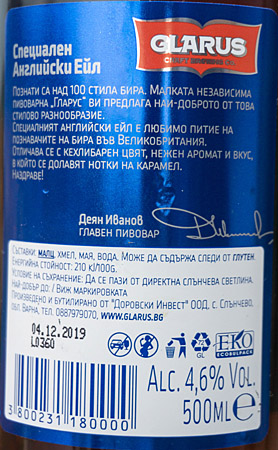 GLARUS
CRAFT BREWING CO.
Специален
Английски Ейл
Познати са над 100 стила бира. Малката независима
пивоварна „Гларус” ви предлага най-доброто от това
стилово разнообразие.
Специалният английски ейл е любимо питие на
познавачите на бира във Великобритания.
Отличава се с кехлибарен цвят, нежен аромат и вкус,
в който се долавят нотки на карамел.
Наздраве!
Деян Иванов
главен пивовар
Съставки: малц, хмел, мая, вода. Може да съдържа следи от глутен.
Енергийна стойност: 210 kJ/100g.
Условие на съхранение: Да се пази от директна слънчева светлина.
Най-добър до: / Виж маркировката
Произведено и бутилирано от "Доровски Инвест" ООД, с. Слънчево,
обл. Варна, тел. 0887979070, www.GLARUS.bg
04.12.2019
L0360
72
GL
EKO
ECOBULPACK
Alc. 4,6% Vol.
500ml e
3 800231 180000